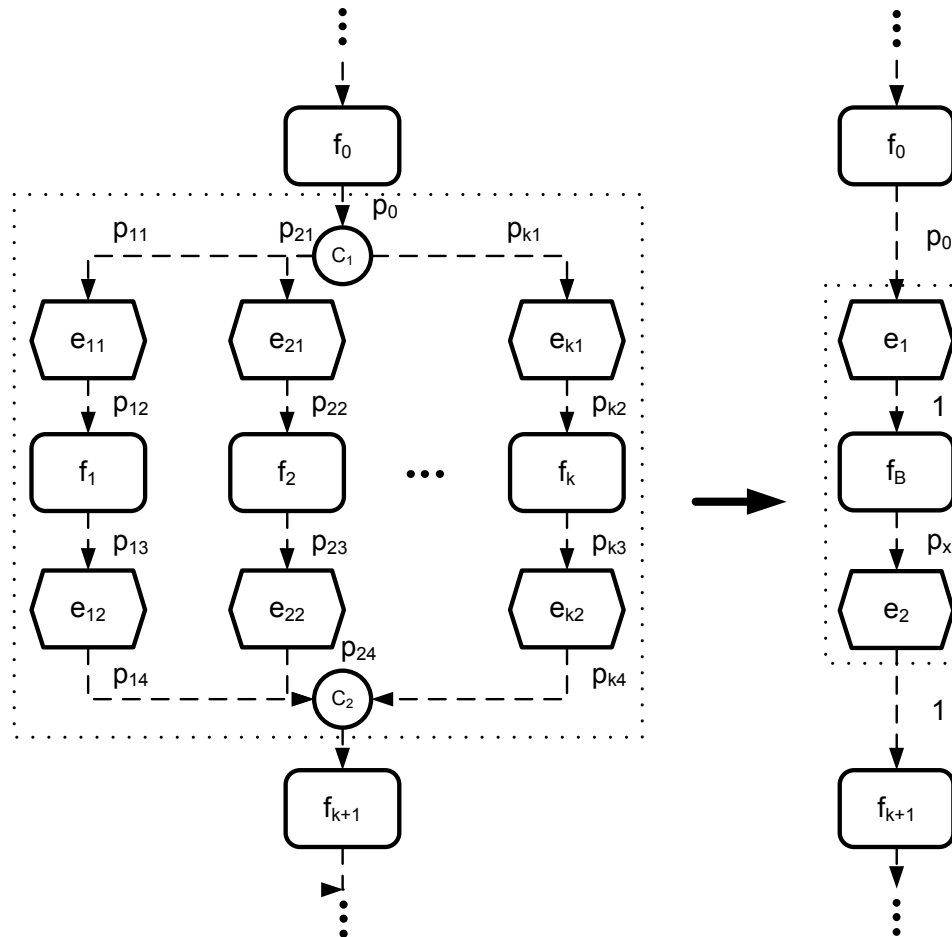 f₀ f₀
p₀
p₁₁ p₂₁ C₁ pₖ₁ p₀
e₁₁ e₂₁ eₖ₁ e₁
p₁₂ p₂₂ pₖ₂ 1
f₁ f₂ ... fₖ f_B
p₁₃ p₂₃ pₖ₃ pₓ
e₁₂ e₂₂ eₖ₂ e₂
p₂₄
p₁₄ C₂ pₖ₄ 1
fₖ₊₁ fₖ₊₁